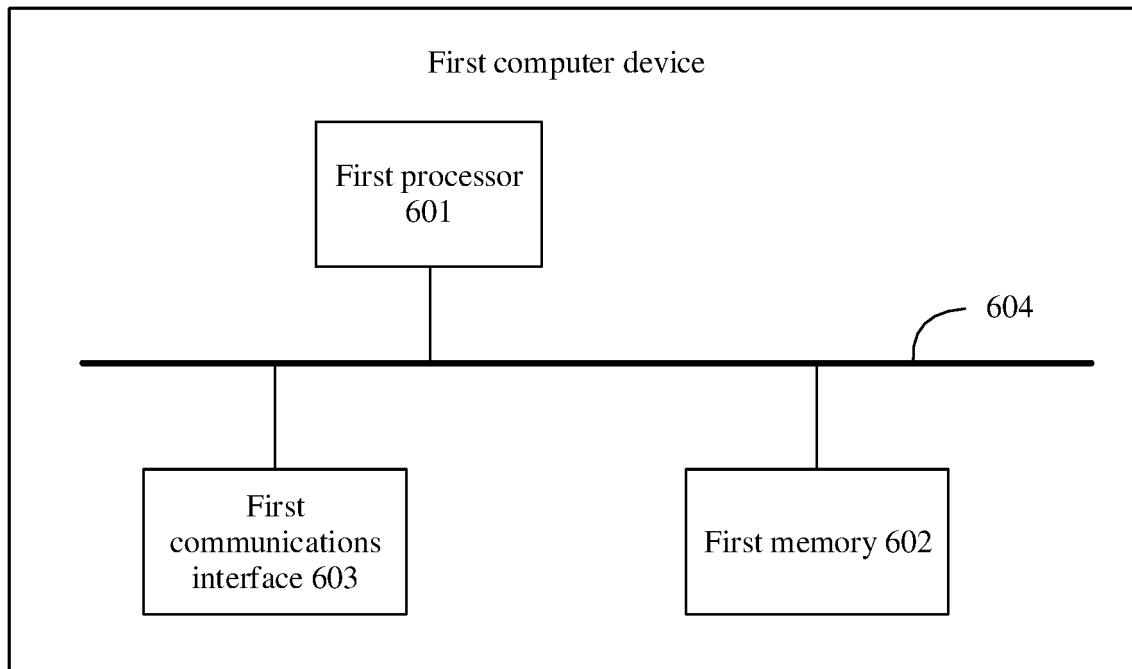 First computer device
First processor
601
604
First
communications
interface 603
First memory 602